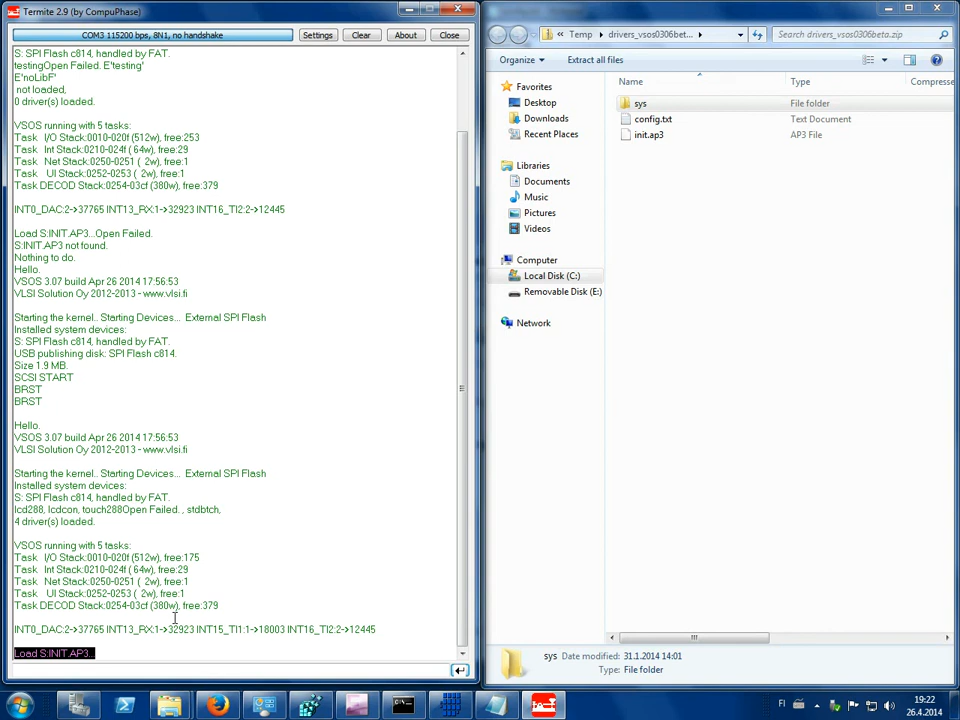 Termite 2.9 (by CompuPhase)
COM3 115200 bps, 8N1, no handshake
Settings
Clear
About
Close
S: SPI Flash c814, handled by FAT.
testingOpen Failed. E'testing'
E'noLibF'
not loaded,
0 driver(s) loaded.
VSOS running with 5 tasks:
Task I/O Stack:0010-020f (512w), free:253
Task Int Stack:0210-024f ( 64w), free:29
Task Net Stack:0250-0251 ( 2w), free:1
Task UI Stack:0252-0253 ( 2w), free:1
Task DECOD Stack:0254-03cf (380w), free:379
INT0_DAC:2->37765 INT13_RX:1->32923 INT16_TI2:2->12445
Load S:INIT.AP3...Open Failed.
S:INIT.AP3 not found.
Nothing to do.
Hello.
VSOS 3.07 build Apr 26 2014 17:56:53
VLSI Solution Oy 2012-2013 - www.vlsi.fi
Starting the kernel.. Starting Devices... External SPI Flash
Installed system devices:
S: SPI Flash c814, handled by FAT.
USB publishing disk: SPI Flash c814.
Size 1.9 MB.
SCSI START
BRST
BRST
Hello.
VSOS 3.07 build Apr 26 2014 17:56:53
VLSI Solution Oy 2012-2013 - www.vlsi.fi
Starting the kernel.. Starting Devices... External SPI Flash
Installed system devices:
S: SPI Flash c814, handled by FAT.
lcd288, lcdcon, touch288Open Failed. , stdbtch,
4 driver(s) loaded.
VSOS running with 5 tasks:
Task I/O Stack:0010-020f (512w), free:175
Task Int Stack:0210-024f ( 64w), free:29
Task Net Stack:0250-0251 ( 2w), free:1
Task UI Stack:0252-0253 ( 2w), free:1
Task DECOD Stack:0254-03cf (380w), free:379
INT0_DAC:2->37765 INT13_RX:1->32923 INT15_TI1:1->18003 INT16_TI2:2->12445
Load S:INIT.AP3...
« Temp ▸ drivers_vsos0306bet... ▸
Search drivers_vsos0306beta.zip
Organize ▾
Extract all files
Favorites
Desktop
Downloads
Recent Places
Libraries
Documents
Music
Pictures
Videos
Computer
Local Disk (C:)
Removable Disk (E:)
Network
Name
Type
Compresse
sys
File folder
config.txt
Text Document
init.ap3
AP3 File
sys Date modified: 31.1.2014 14:01
Type: File folder
FI
19:22
26.4.2014